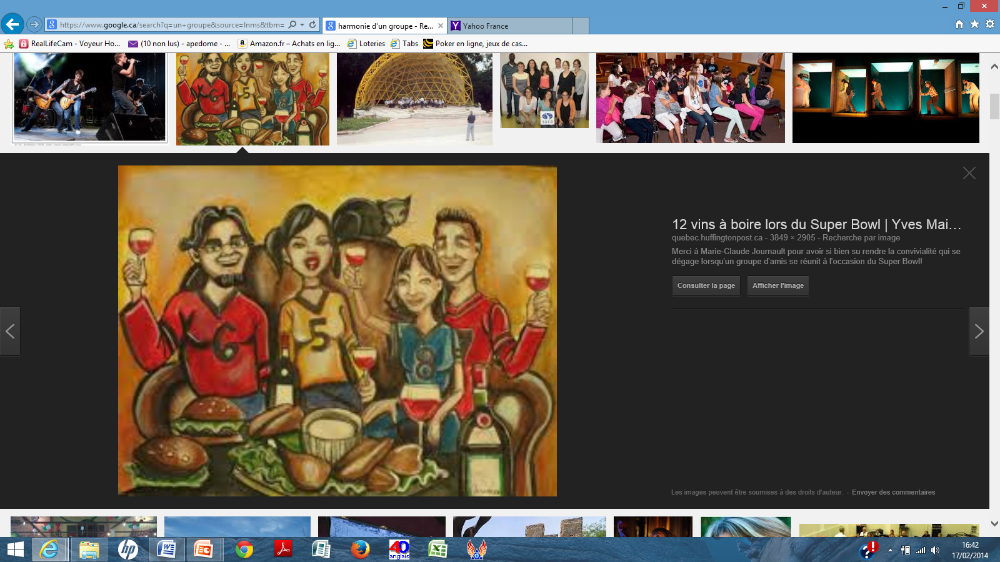 https://www.google.ca/search?q=un+groupe&source=lnms&tbm=
harmonie d'un groupe - Re...
Yahoo France
RealLifeCam - Voyeur Ho...
(10 non lus) - apedome - ...
Amazon.fr – Achats en lig...
Loteries
Tabs
Poker en ligne, jeux de cas...
SUCO
G
5
8
12 vins à boire lors du Super Bowl | Yves Mai...
quebec.huffingtonpost.ca - 3849 × 2905 - Recherche par image
Merci à Marie-Claude Journault pour avoir si bien su rendre la convivialité qui se
dégage lorsqu'un groupe d'amis se réunit à l'occasion du Super Bowl!
Consulter la page
Afficher l'image
Les images peuvent être soumises à des droits d'auteur. - Envoyer des commentaires
hp
40
anglais
16:42
17/02/2014